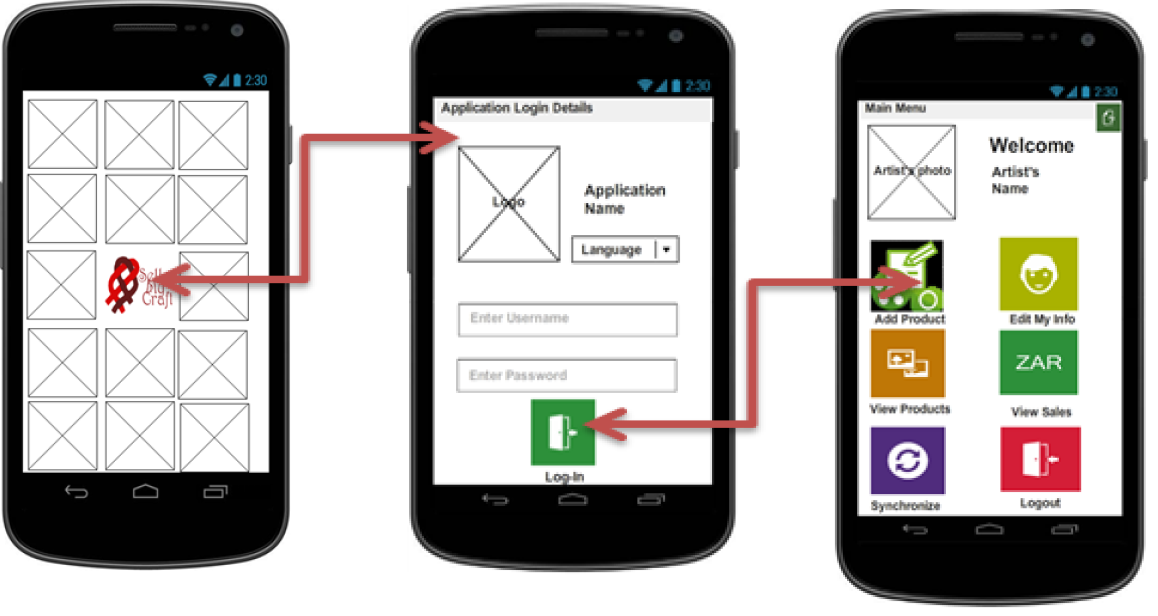 2:30
Sell
Craft
2:30
Application Login Details
Logo
Application
Name
Language
Enter Username
Enter Password
Log-In
2:30
Main Menu
Welcome
Artist's photo
Artist's
Name
Add Product
Edit My Info
ZAR
View Products
View Sales
Synchronize
Logout